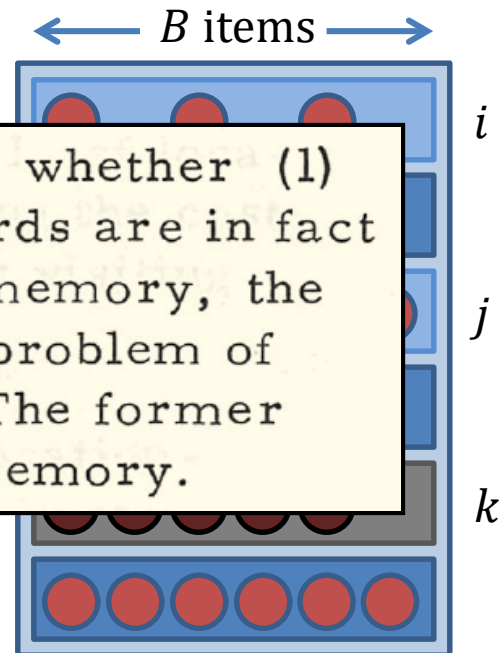 B items
i
whether (1)
rds are in fact
memory, the
j
problem of
The former
emory.
k